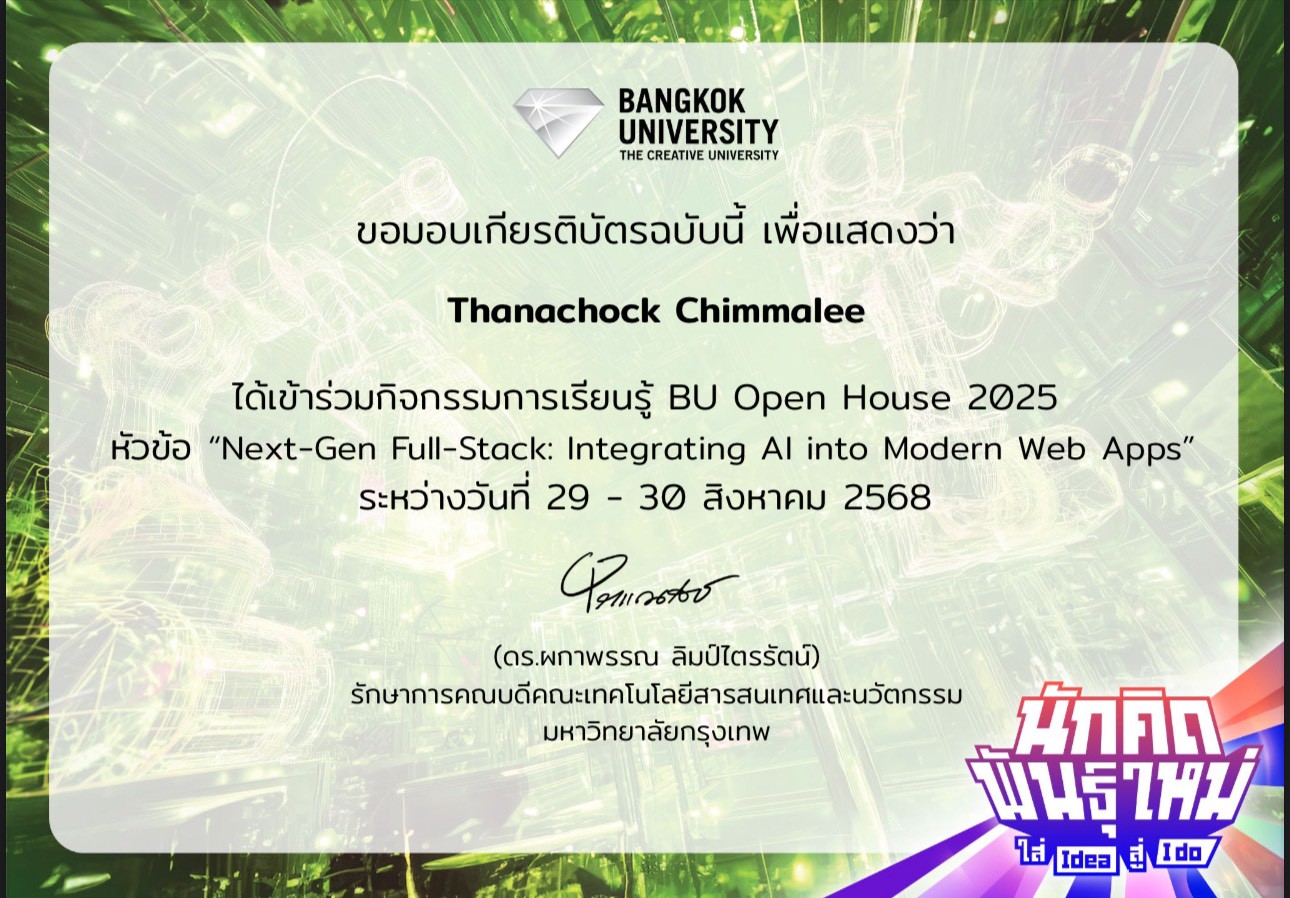 BANGKOK
UNIVERSITY
THE CREATIVE UNIVERSITY
ขอมอบเกียรติบัตรฉบับนี้ เพื่อแสดงว่า
Thanachock Chimmalee
ได้เข้าร่วมกิจกรรมการเรียนรู้ BU Open House 2025
หัวข้อ “Next-Gen Full-Stack: Integrating AI into Modern Web Apps”
ระหว่างวันที่ 29 - 30 สิงหาคม 2568
(ดร.ผกาพรรณ ลิมป์ไตรรัตน์)
รักษาการคณบดีคณะเทคโนโลยีสารสนเทศและนวัตกรรม
มหาวิทยาลัยกรุงเทพ
นักคิด
พันธุ์ใหม่
ใส่ Idea สู่ I do